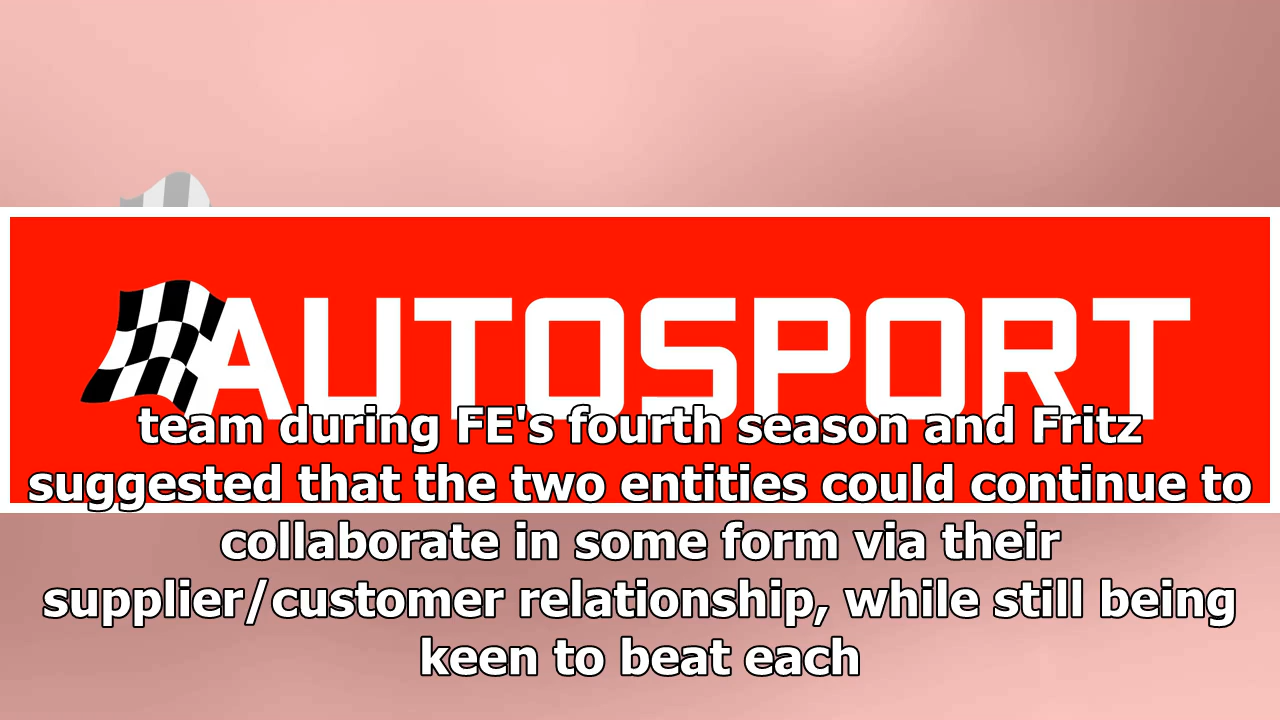 AUTOSPORT
team during FE's fourth season and Fritz
suggested that the two entities could continue to
collaborate in some form via their
supplier/customer relationship, while still being
keen to beat each